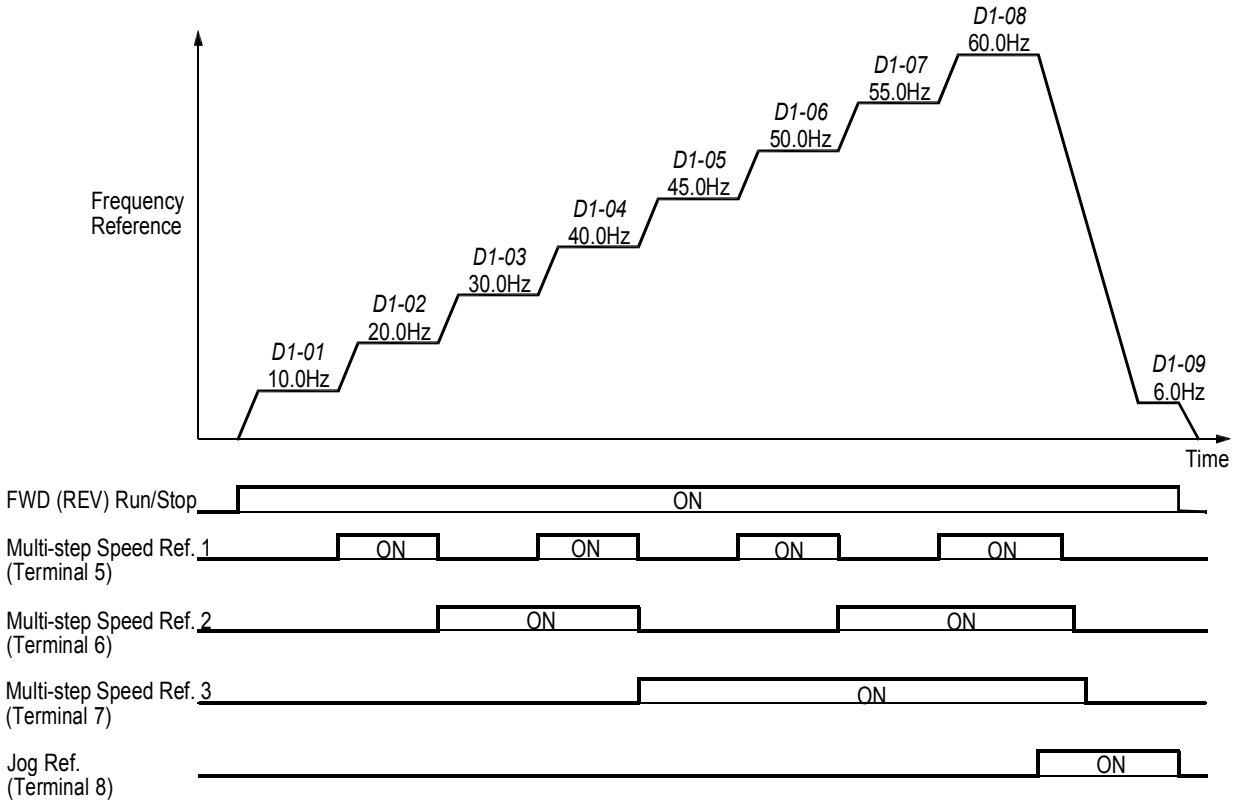 D1-08
60.0Hz
D1-07
55.0Hz
D1-06
50.0Hz
D1-05
45.0Hz
D1-04
40.0Hz
D1-03
30.0Hz
D1-02
20.0Hz
D1-01
10.0Hz
D1-09
6.0Hz
Frequency
Reference
Time
FWD (REV) Run/Stop
ON
Multi-step Speed Ref. 1
(Terminal 5)
ON
ON
ON
ON
Multi-step Speed Ref. 2
(Terminal 6)
ON
ON
Multi-step Speed Ref. 3
(Terminal 7)
ON
Jog Ref.
(Terminal 8)
ON